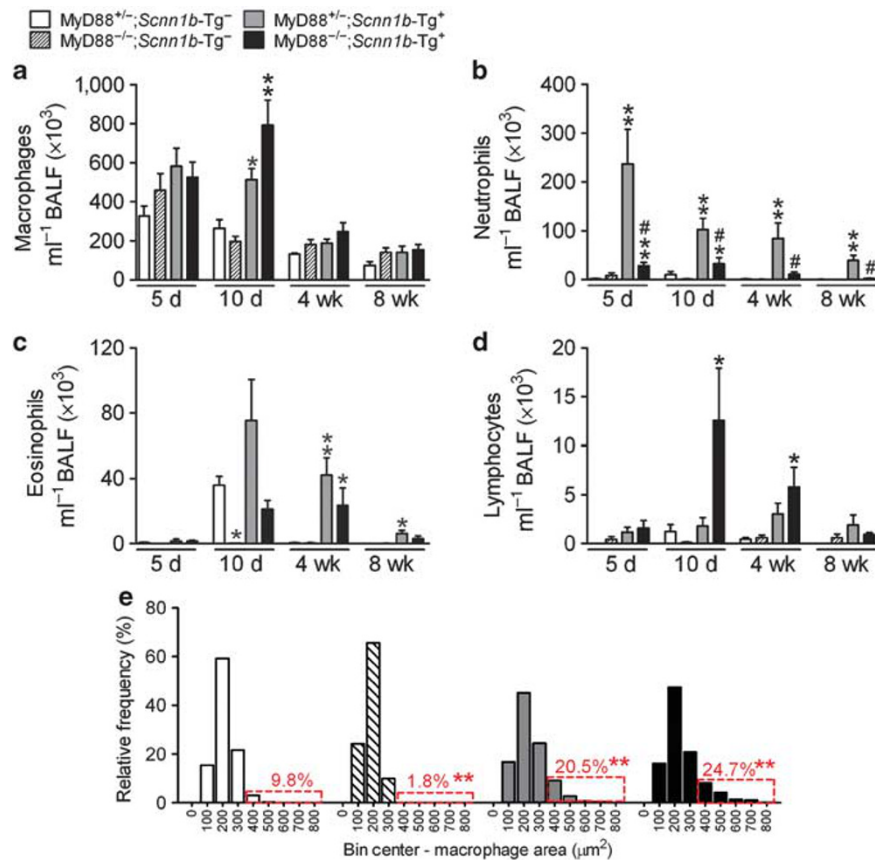 MyD88+/−;Scnn1b-Tg− MyD88+/−;Scnn1b-Tg+
MyD88−/−;Scnn1b-Tg− MyD88−/−;Scnn1b-Tg+
a
Macrophages
ml−1 BALF (×103)
1,000
800
600
400
200
0
*
**
5 d 10 d 4 wk 8 wk
b
Neutrophils
ml−1 BALF (×103)
400
300
200
100
0
**
#
**
**
#
*
**
#
**
#
5 d 10 d 4 wk 8 wk
c
Eosinophils
ml−1 BALF (×103)
120
80
40
0
*
**
*
*
5 d 10 d 4 wk 8 wk
d
Lymphocytes
ml−1 BALF (×103)
20
15
10
5
0
*
*
5 d 10 d 4 wk 8 wk
e
Relative frequency (%)
80
60
40
20
0
9.8% 1.8%** 20.5%** 24.7%**
0 100 200 300 400 500 600 700 800 0 100 200 300 400 500 600 700 800 0 100 200 300 400 500 600 700 800 0 100 200 300 400 500 600 700 800
Bin center - macrophage area (μm2)